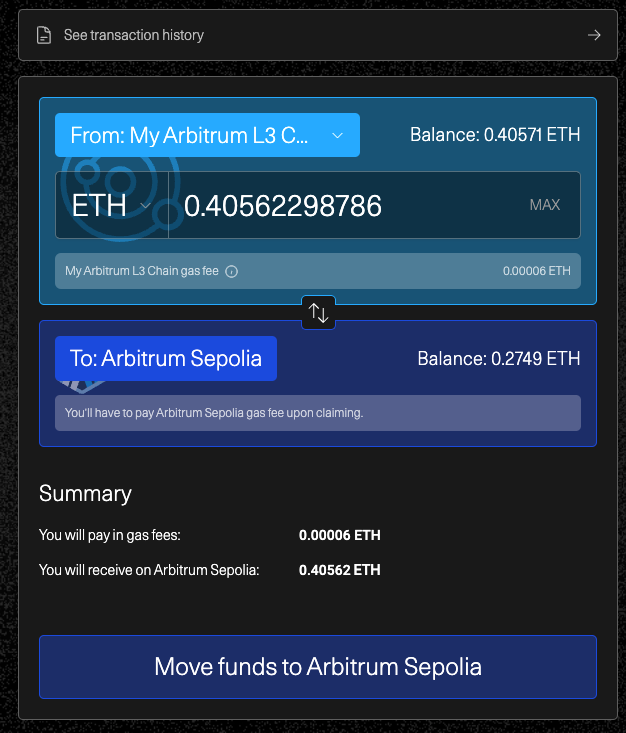 See transaction history
From: My Arbitrum L3 C...
Balance: 0.40571 ETH
ETH
0.40562298786
MAX
My Arbitrum L3 Chain gas fee
0.00006 ETH
To: Arbitrum Sepolia
Balance: 0.2749 ETH
You'll have to pay Arbitrum Sepolia gas fee upon claiming.
Summary
You will pay in gas fees:
0.00006 ETH
You will receive on Arbitrum Sepolia:
0.40562 ETH
Move funds to Arbitrum Sepolia